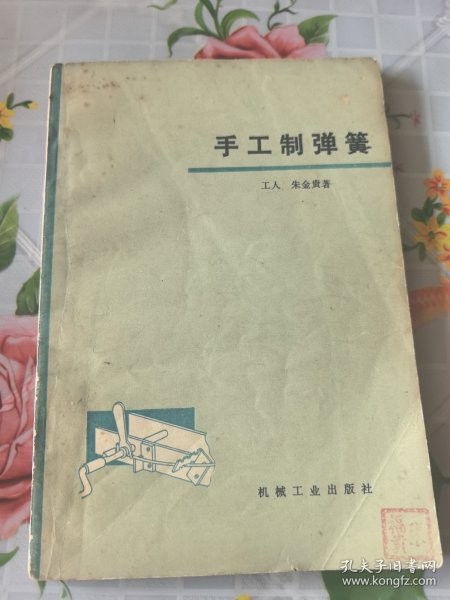 手工制弹簧
工人 朱金貴著
机械工业出版社
孔夫子旧书网
www.kongfz.com